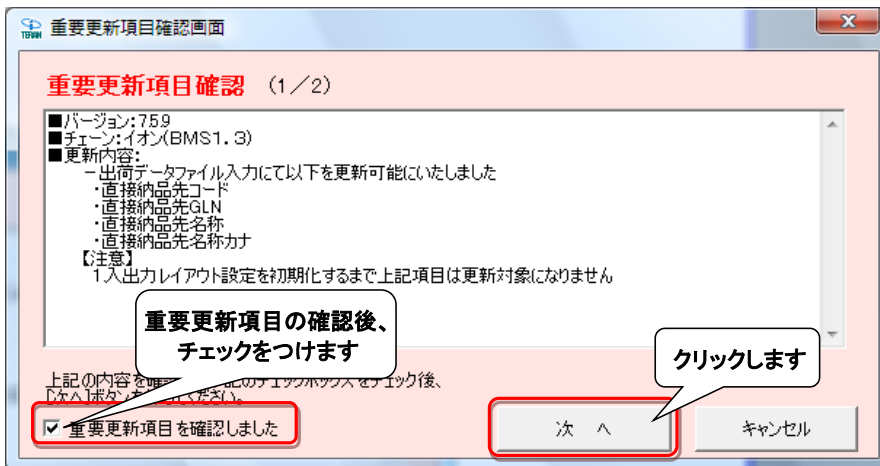 TERAN
重要更新項目確認画面
重要更新項目確認 (1/2)
■バージョン:7.5.9
■チェーン:イオン(BMS1.3)
■更新内容:
－出荷データファイル入力にて以下を更新可能にいたしました
・直接納品先コード
・直接納品先GLN
・直接納品先名称
・直接納品先名称カナ
【注意】
1.入出力レイアウト設定を初期化するまで上記項目は更新対象になりません
重要更新項目の確認後、
チェックをつけます
クリックします
上記の内容を確認 記のチェックボックスをチェック後、
[次へ]ボタンを ください。
重要更新項目を確認しました
次 へ
キャンセル